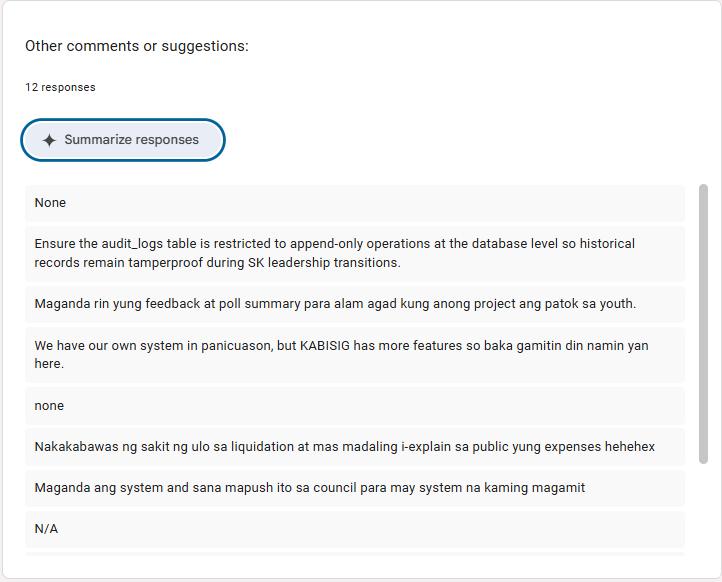 Other comments or suggestions:
12 responses
Summarize responses
None
Ensure the audit_logs table is restricted to append-only operations at the database level so historical
records remain tamperproof during SK leadership transitions.
Maganda rin yung feedback at poll summary para alam agad kung anong project ang patok sa youth.
We have our own system in panicuason, but KABISIG has more features so baka gamitin din namin yan
here.
none
Nakakabawas ng sakit ng ulo sa liquidation at mas madaling i-explain sa public yung expenses hehehex
Maganda ang system and sana mapush ito sa council para may system na kaming magamit
N/A